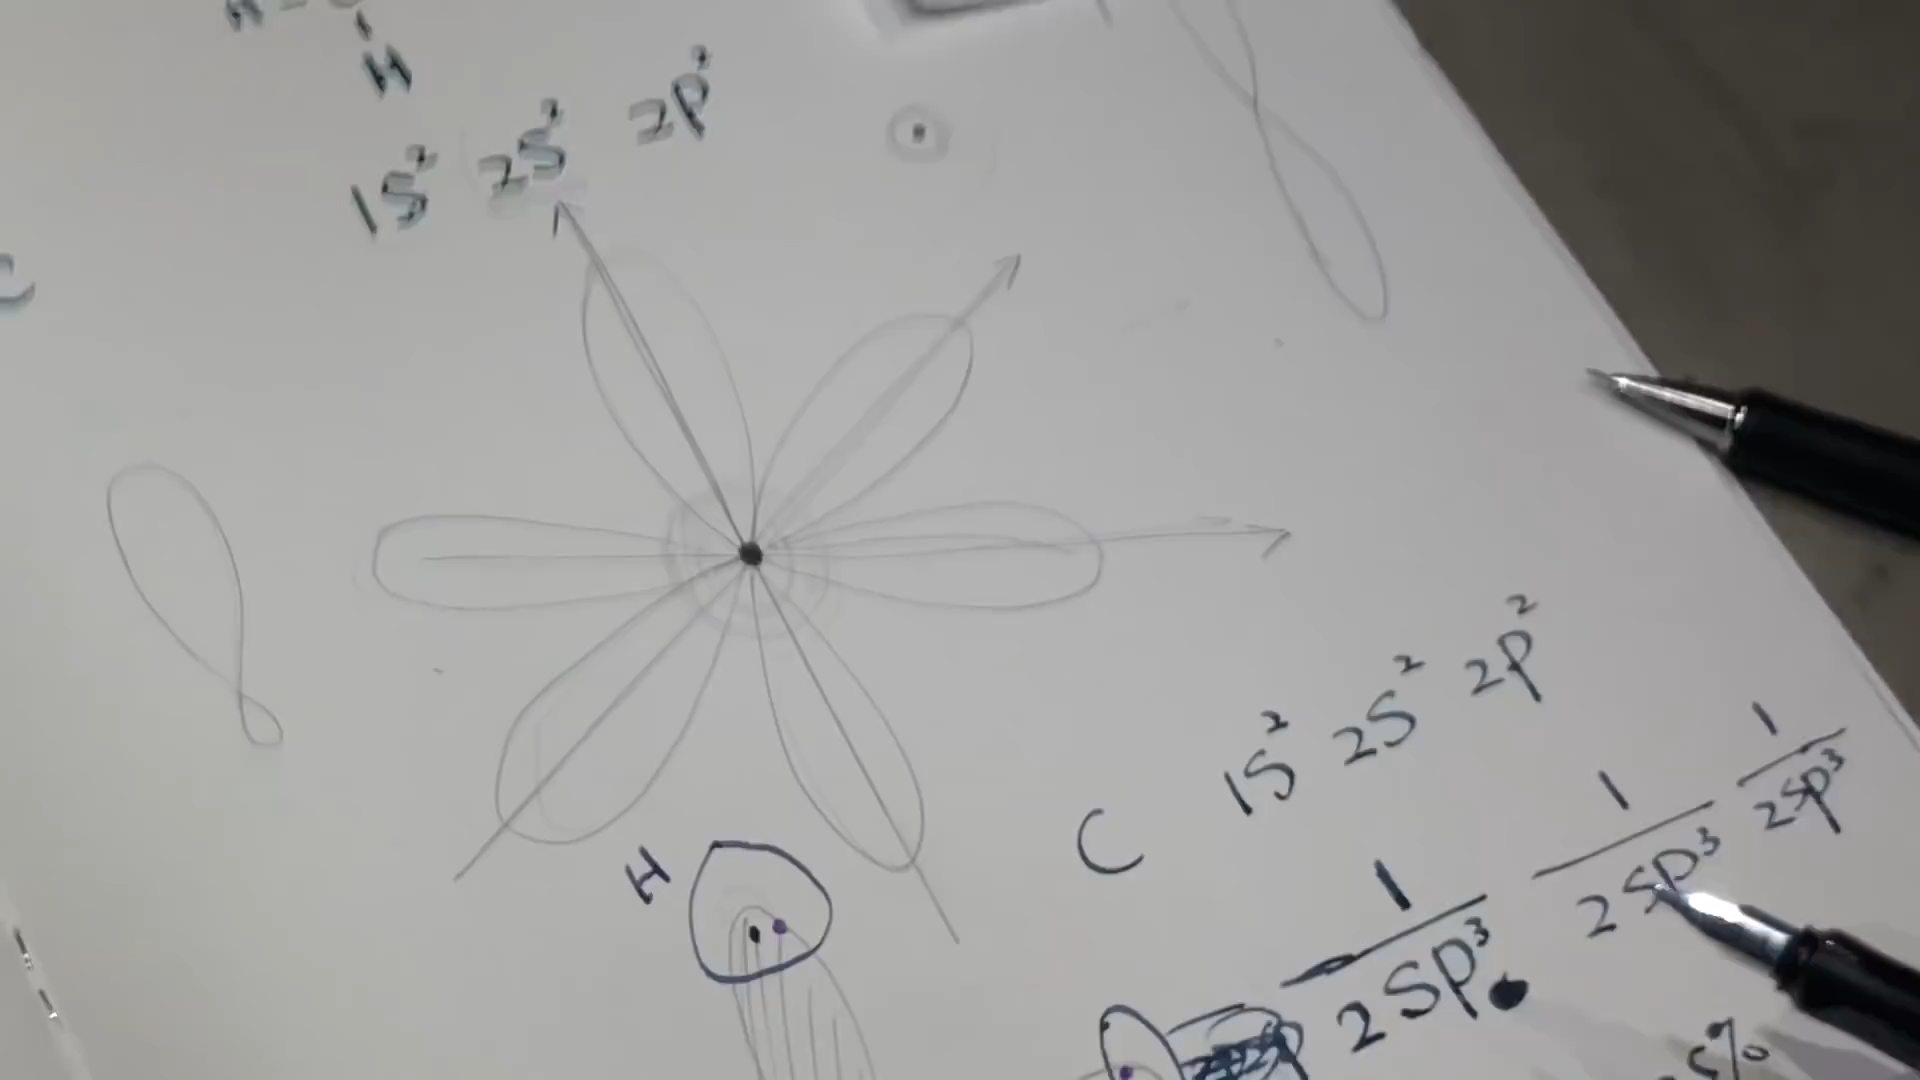 H
1S² 2S² 2P²
C
C 1S² 2S² 2P²
1 1 1
2SP³ 2SP³ 2SP³
H
%